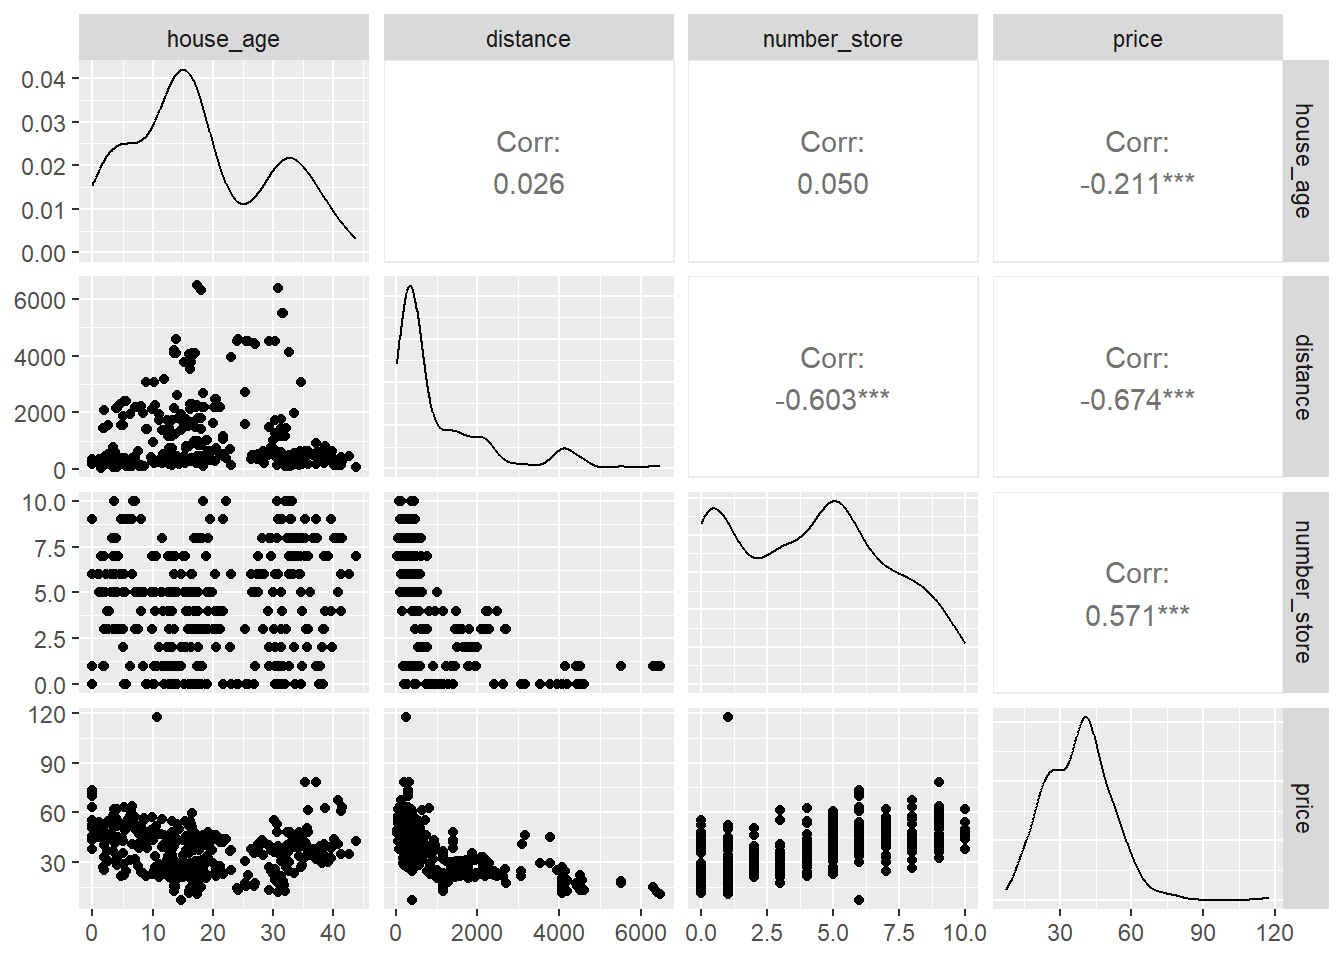 house_age distance number_store price
0.04
0.03
0.02
0.01
0.00
Corr:
0.026
Corr:
0.050
Corr:
-0.211***
house_age
6000
4000
2000
0
Corr:
-0.603***
Corr:
-0.674***
distance
10.0
7.5
5.0
2.5
0.0
Corr:
0.571***
number_store
120
90
60
30
price
0 10 20 30 40 0 2000 4000 6000 0.0 2.5 5.0 7.5 10.0 30 60 90 120